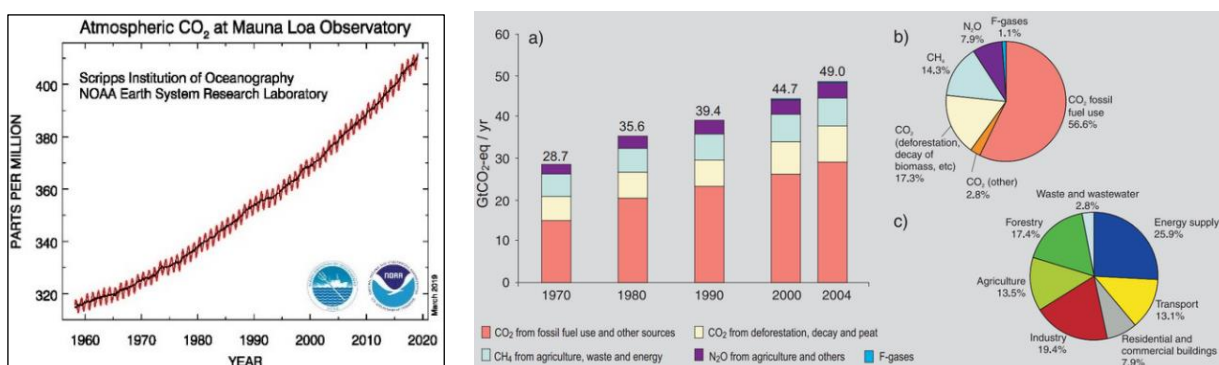 Atmospheric CO₂ at Mauna Loa Observatory
Scripps Institution of Oceanography
NOAA Earth System Research Laboratory
PARTS PER MILLION
400
380
360
340
320
1960
1970
1980
1990
2000
2010
2020
YEAR
NOAA
March 2019
a)
GtCO₂-eq / yr
60
50
40
30
20
10
0
28.7
35.6
39.4
44.7
49.0
1970
1980
1990
2000
2004
CO₂ from fossil fuel use and other sources
CO₂ from deforestation, decay and peat
CH₄ from agriculture, waste and energy
N₂O from agriculture and others
F-gases
b)
F-gases
1.1%
N₂O
7.9%
CH₄
14.3%
CO₂ fossil
fuel use
56.6%
CO₂
(deforestation,
decay of
biomass, etc)
17.3%
CO₂ (other)
2.8%
c)
Waste and wastewater
2.8%
Forestry
17.4%
Energy supply
25.9%
Agriculture
13.5%
Transport
13.1%
Industry
19.4%
Residential and
commercial buildings
7.9%